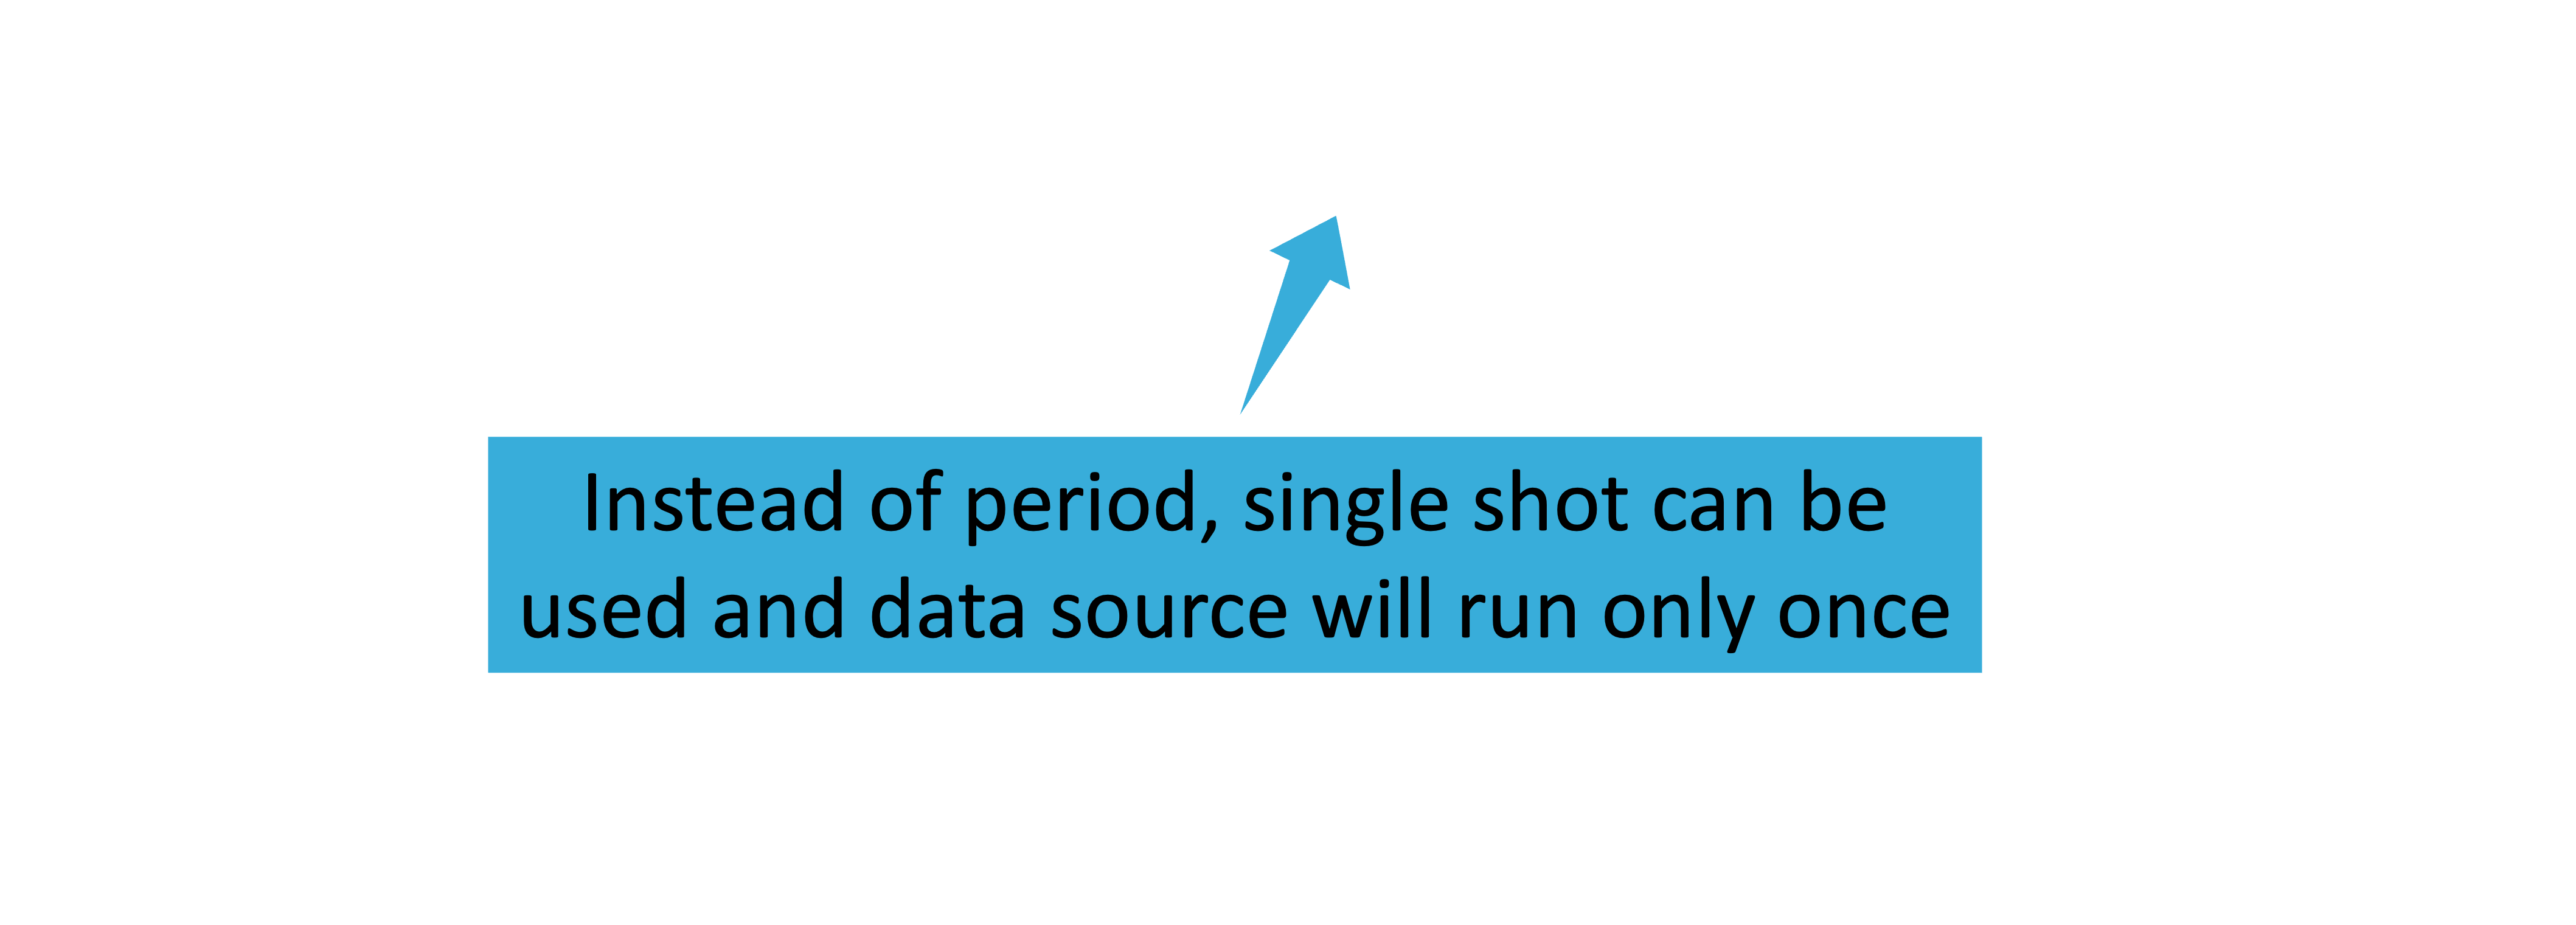 Instead of period, single shot can be
used and data source will run only once